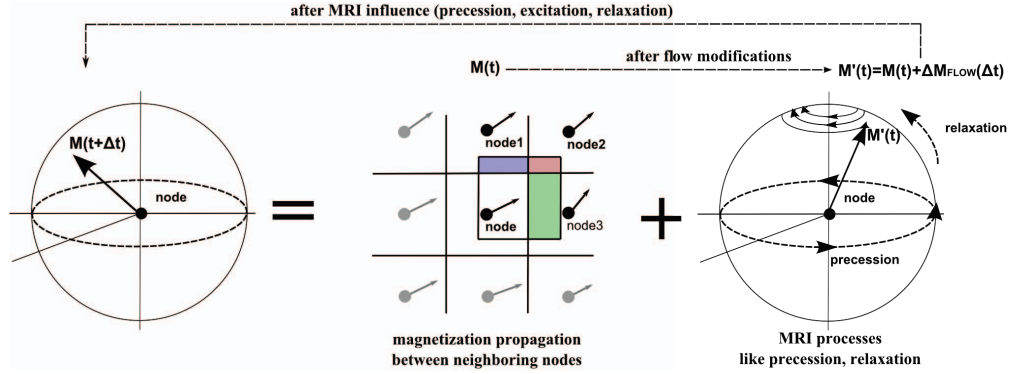 after MRI influence (precession, excitation, relaxation)
M(t)
after flow modifications
M'(t)=M(t)+ΔMFLOW(Δt)
M(t+Δt)
node
=
node1
node2
node
node3
+
relaxation
M'(t)
node
precession
magnetization propagation
between neighboring nodes
MRI processes
like precession, relaxation